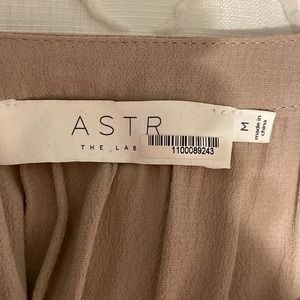 ASTR
THE LAB
1100089243
M
made in
china